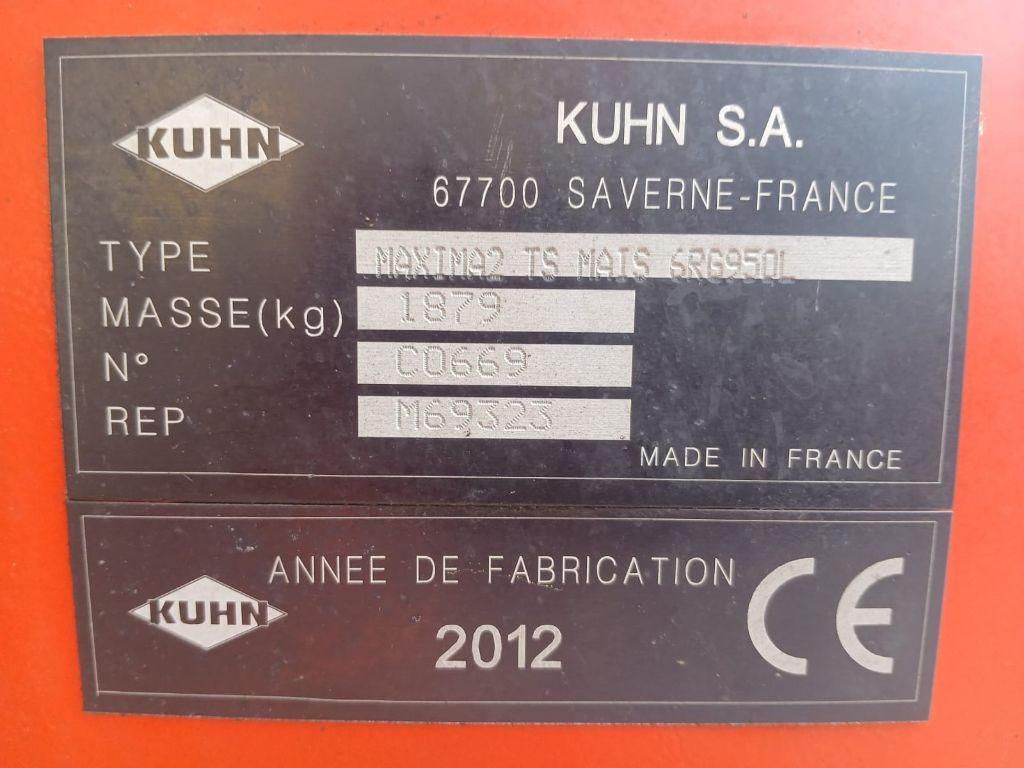 KUHN
KUHN S.A.
67700 SAVERNE-FRANCE
TYPE MAXIMA2 TS MAIS 6RG950L
MASSE(kg) 1879
N° C0669
REP M69323
MADE IN FRANCE
KUHN
ANNEE DE FABRICATION
2012
CE